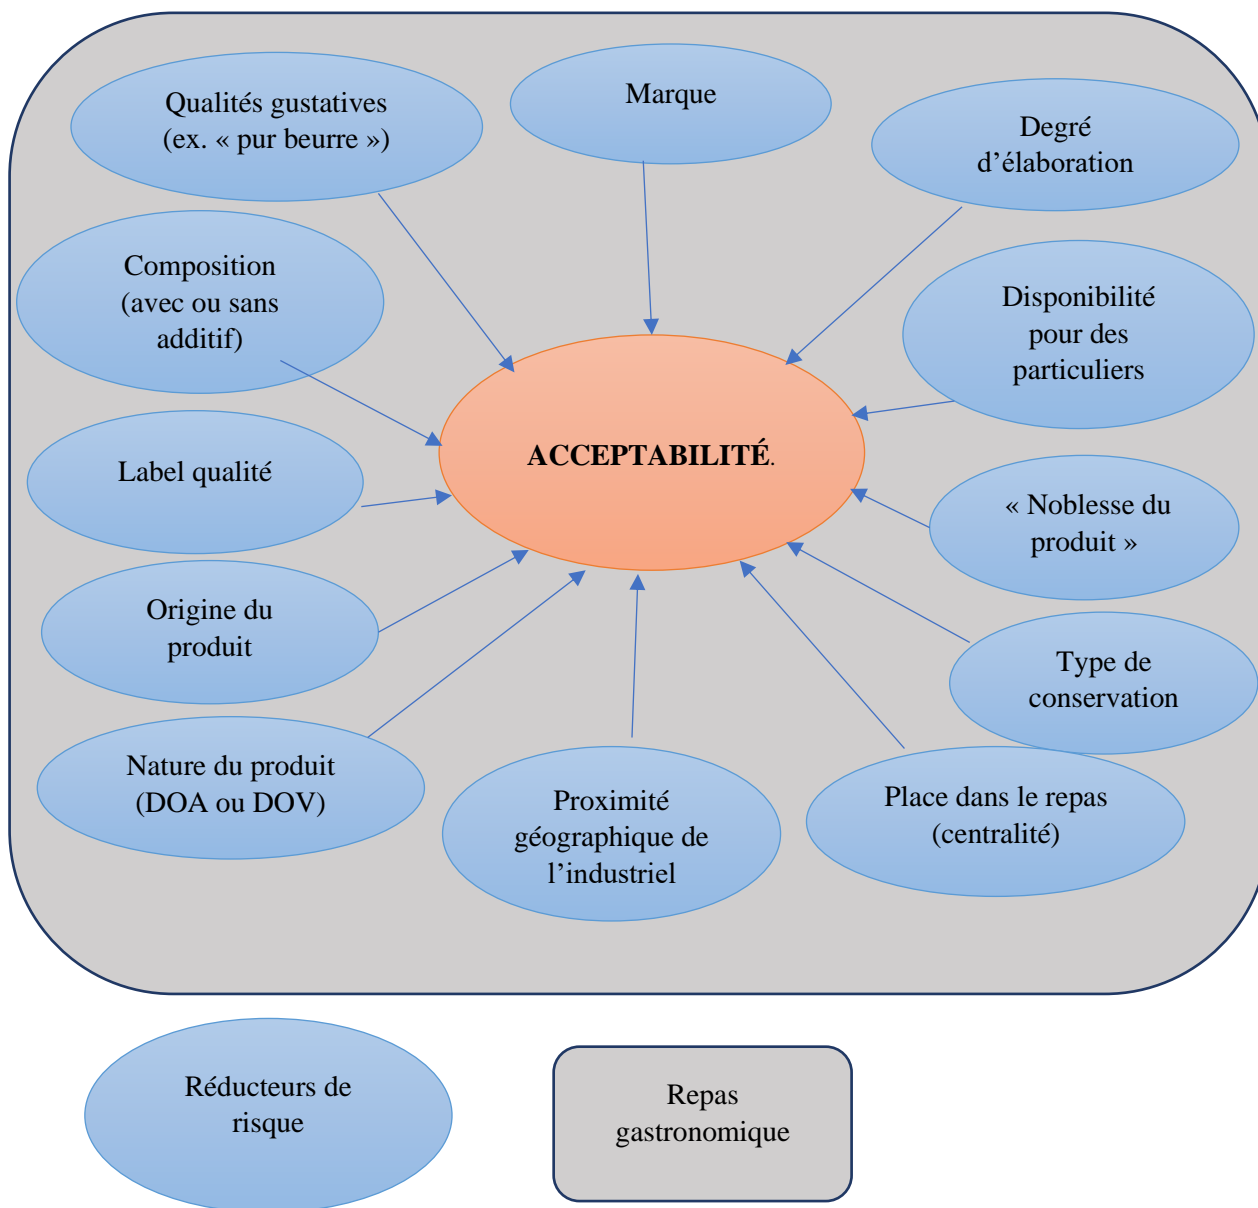 Qualités gustatives
(ex. « pur beurre »)
Marque
Degré
d’élaboration
Composition
(avec ou sans
additif)
Disponibilité
pour des
particuliers
ACCEPTABILITÉ.
Label qualité
« Noblesse du
produit »
Origine du
produit
Type de
conservation
Nature du produit
(DOA ou DOV)
Proximité
géographique de
l’industriel
Place dans le repas
(centralité)
Réducteurs de
risque
Repas
gastronomique